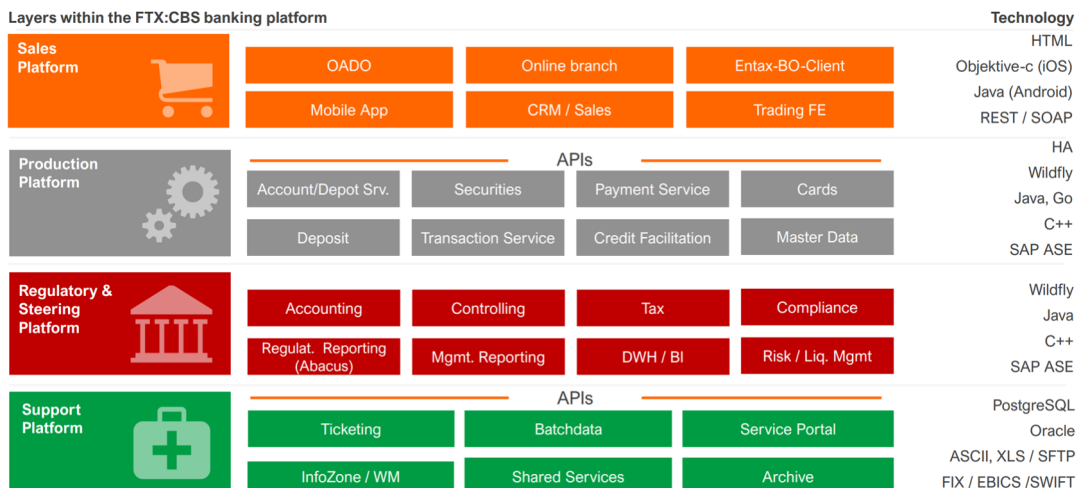 Layers within the FTX:CBS banking platform
Technology
Sales
Platform
OADO
Online branch
Entax-BO-Client
Mobile App
CRM / Sales
Trading FE
HTML
Objektive-c (iOS)
Java (Android)
REST / SOAP
Production
Platform
APIs
Account/Depot Srv.
Securities
Payment Service
Cards
Deposit
Transaction Service
Credit Facilitation
Master Data
HA
Wildfly
Java, Go
C++
SAP ASE
Regulatory &
Steering
Platform
Accounting
Controlling
Tax
Compliance
Regulat. Reporting
(Abacus)
Mgmt. Reporting
DWH / BI
Risk / Liq. Mgmt
Wildfly
Java
C++
SAP ASE
Support
Platform
APIs
Ticketing
Batchdata
Service Portal
InfoZone / WM
Shared Services
Archive
PostgreSQL
Oracle
ASCII, XLS / SFTP
FIX / EBICS /SWIFT